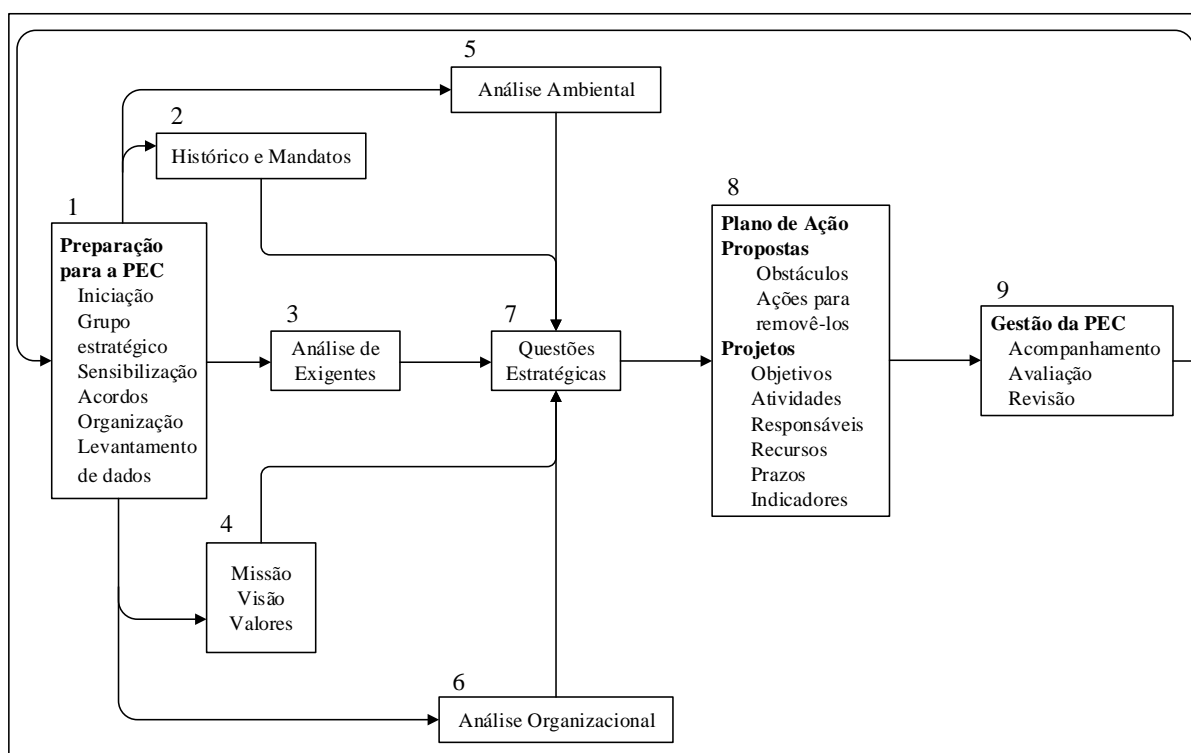 5
Análise Ambiental
2
Histórico e Mandatos
1
Preparação
para a PEC
Iniciação
Grupo
estratégico
Sensibilização
Acordos
Organização
Levantamento
de dados
3
Análise de
Exigentes
4
Missão
Visão
Valores
6
Análise Organizacional
7
Questões
Estratégicas
8
Plano de Ação
Propostas
Obstáculos
Ações para
removê-los
Projetos
Objetivos
Atividades
Responsáveis
Recursos
Prazos
Indicadores
9
Gestão da PEC
Acompanhamento
Avaliação
Revisão